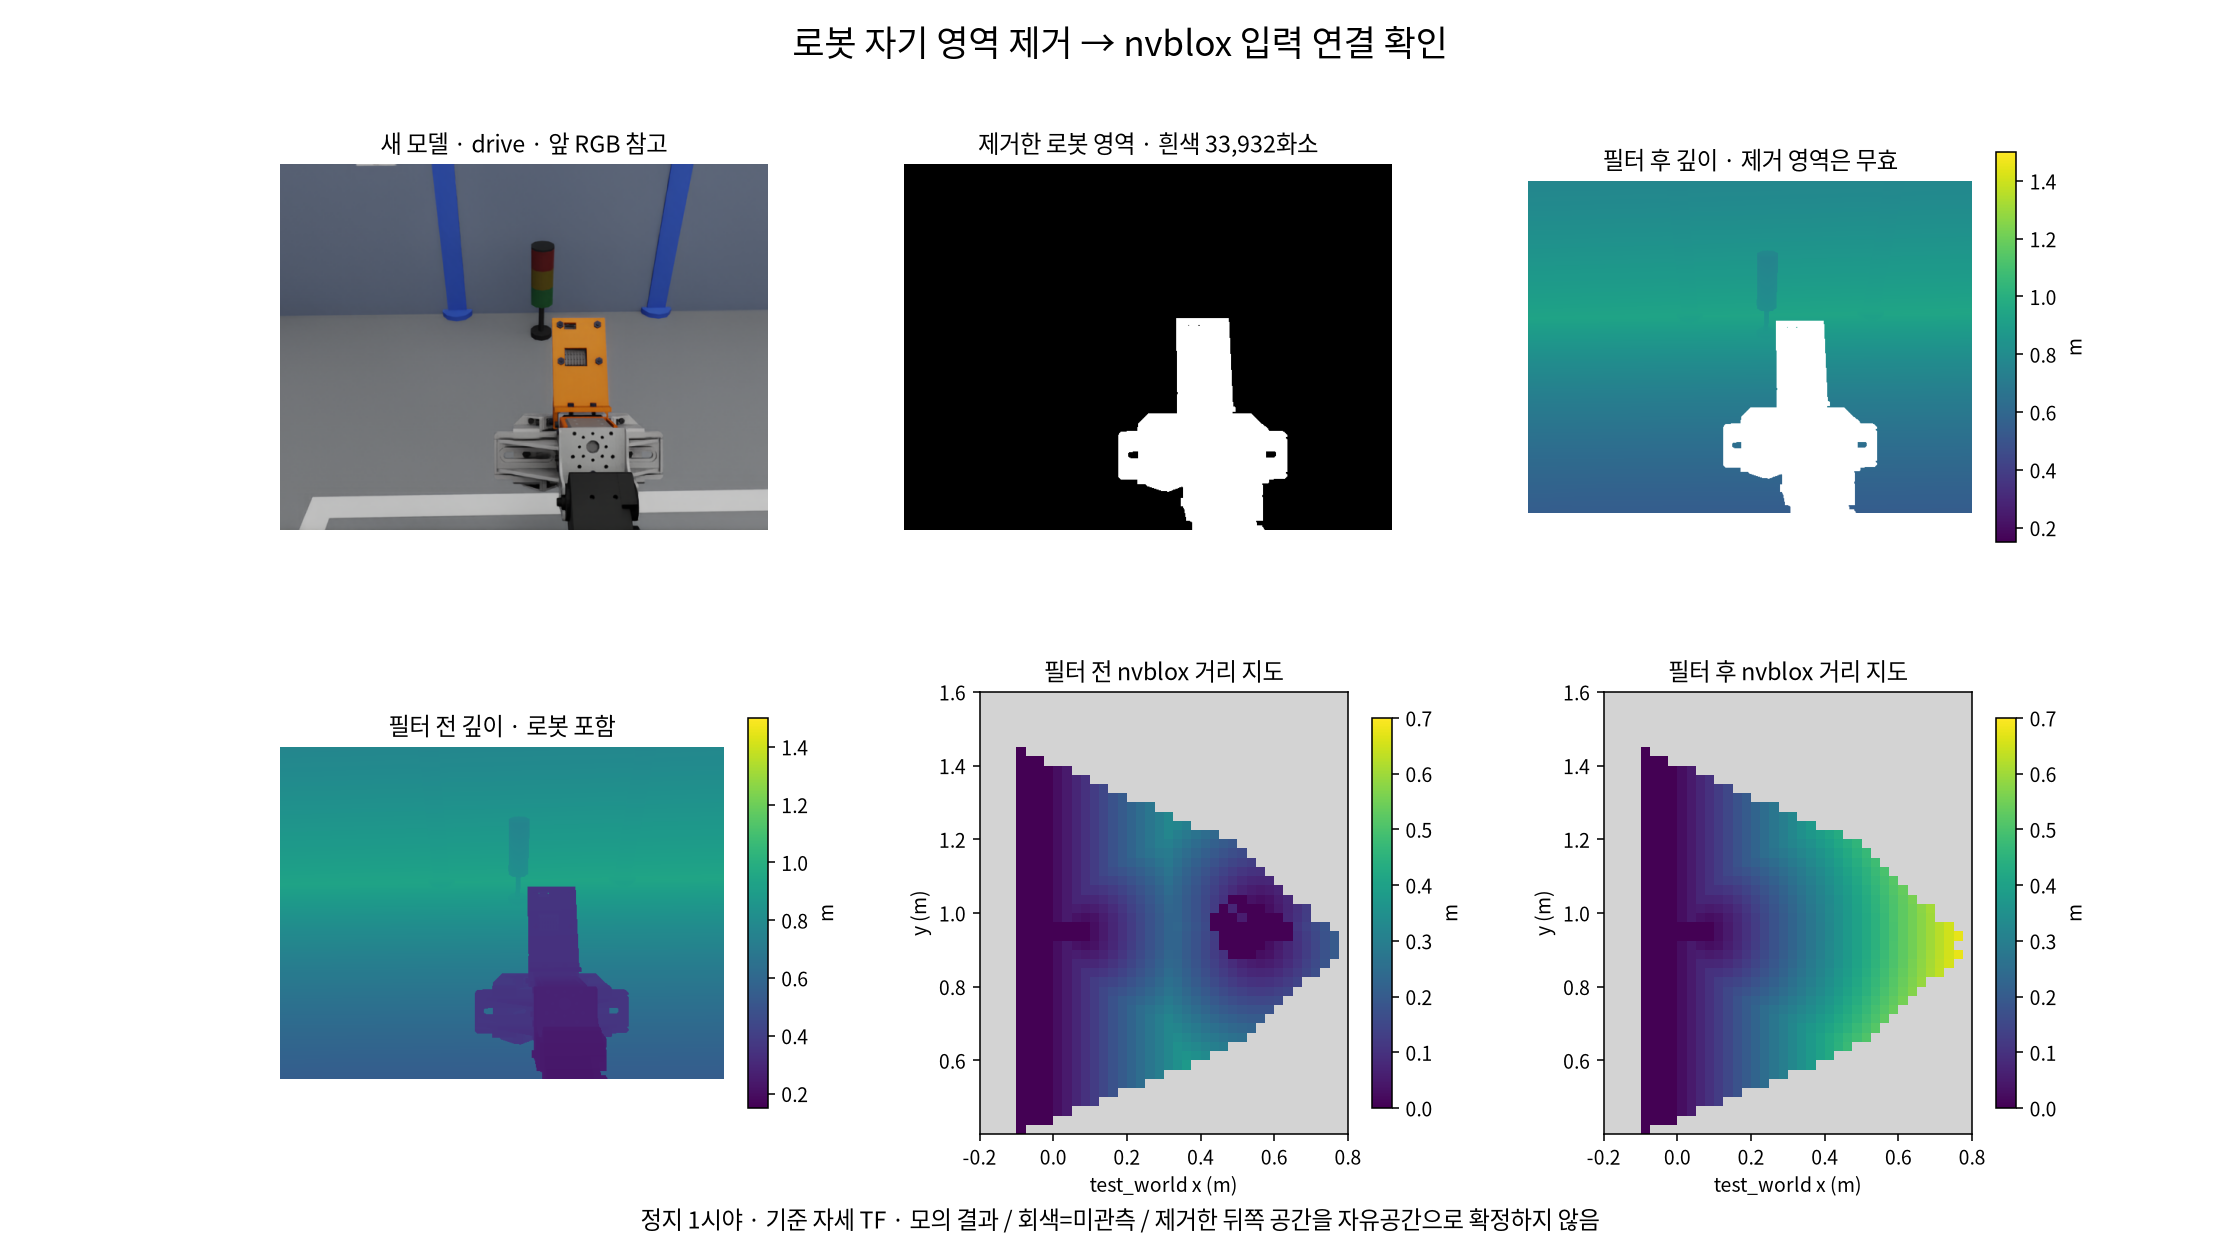 로봇 자기 영역 제거 → nvblox 입력 연결 확인
새 모델 · drive · 앞 RGB 참고
제거한 로봇 영역 · 흰색 33,932화소
필터 후 깊이 · 제거 영역은 무효
1.4
1.2
1.0
0.8
0.6
0.4
0.2
m
필터 전 깊이 · 로봇 포함
1.4
1.2
1.0
0.8
0.6
0.4
0.2
m
필터 전 nvblox 거리 지도
1.6
1.4
1.2
1.0
0.8
0.6
y (m)
-0.2 0.0 0.2 0.4 0.6 0.8
test_world x (m)
0.7
0.6
0.5
0.4
0.3
0.2
0.1
0.0
m
필터 후 nvblox 거리 지도
1.6
1.4
1.2
1.0
0.8
0.6
y (m)
-0.2 0.0 0.2 0.4 0.6 0.8
test_world x (m)
0.7
0.6
0.5
0.4
0.3
0.2
0.1
0.0
m
정지 1시야 · 기준 자세 TF · 모의 결과 / 회색=미관측 / 제거한 뒤쪽 공간을 자유공간으로 확정하지 않음